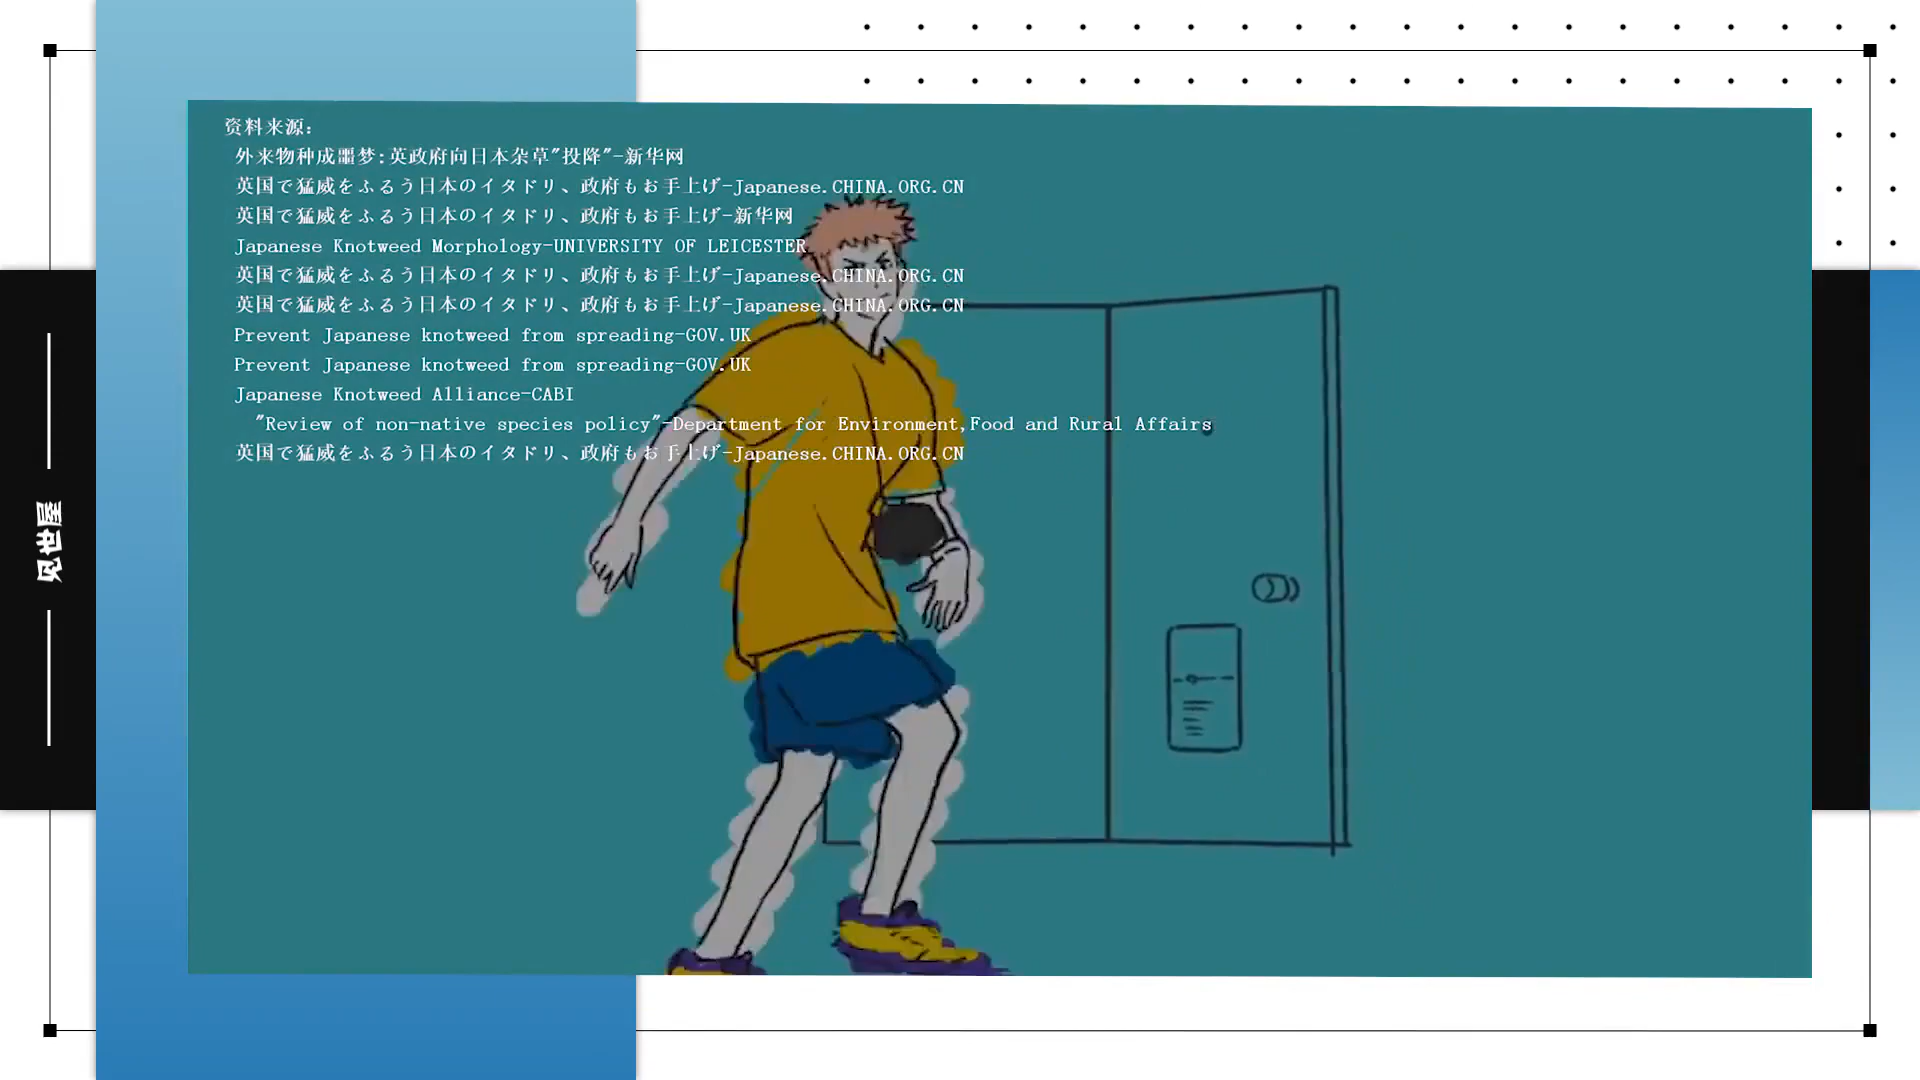 资料来源:
外来物种成噩梦:英政府向日本杂草"投降"-新华网
英国で猛威をふるう日本のイタドリ、政府もお手上げ-Japanese.CHINA.ORG.CN
英国で猛威をふるう日本のイタドリ、政府もお手上げ-新华网
Japanese Knotweed Morphology-UNIVERSITY OF LEICESTER
英国で猛威をふるう日本のイタドリ、政府もお手上げ-Japanese.CHINA.ORG.CN
英国で猛威をふるう日本のイタドリ、政府もお手上げ-Japanese.CHINA.ORG.CN
Prevent Japanese knotweed from spreading-GOV.UK
Prevent Japanese knotweed from spreading-GOV.UK
Japanese Knotweed Alliance-CABI
"Review of non-native species policy"-Department for Environment,Food and Rural Affairs
英国で猛威をふるう日本のイタドリ、政府もお手上げ-Japanese.CHINA.ORG.CN
见世屋